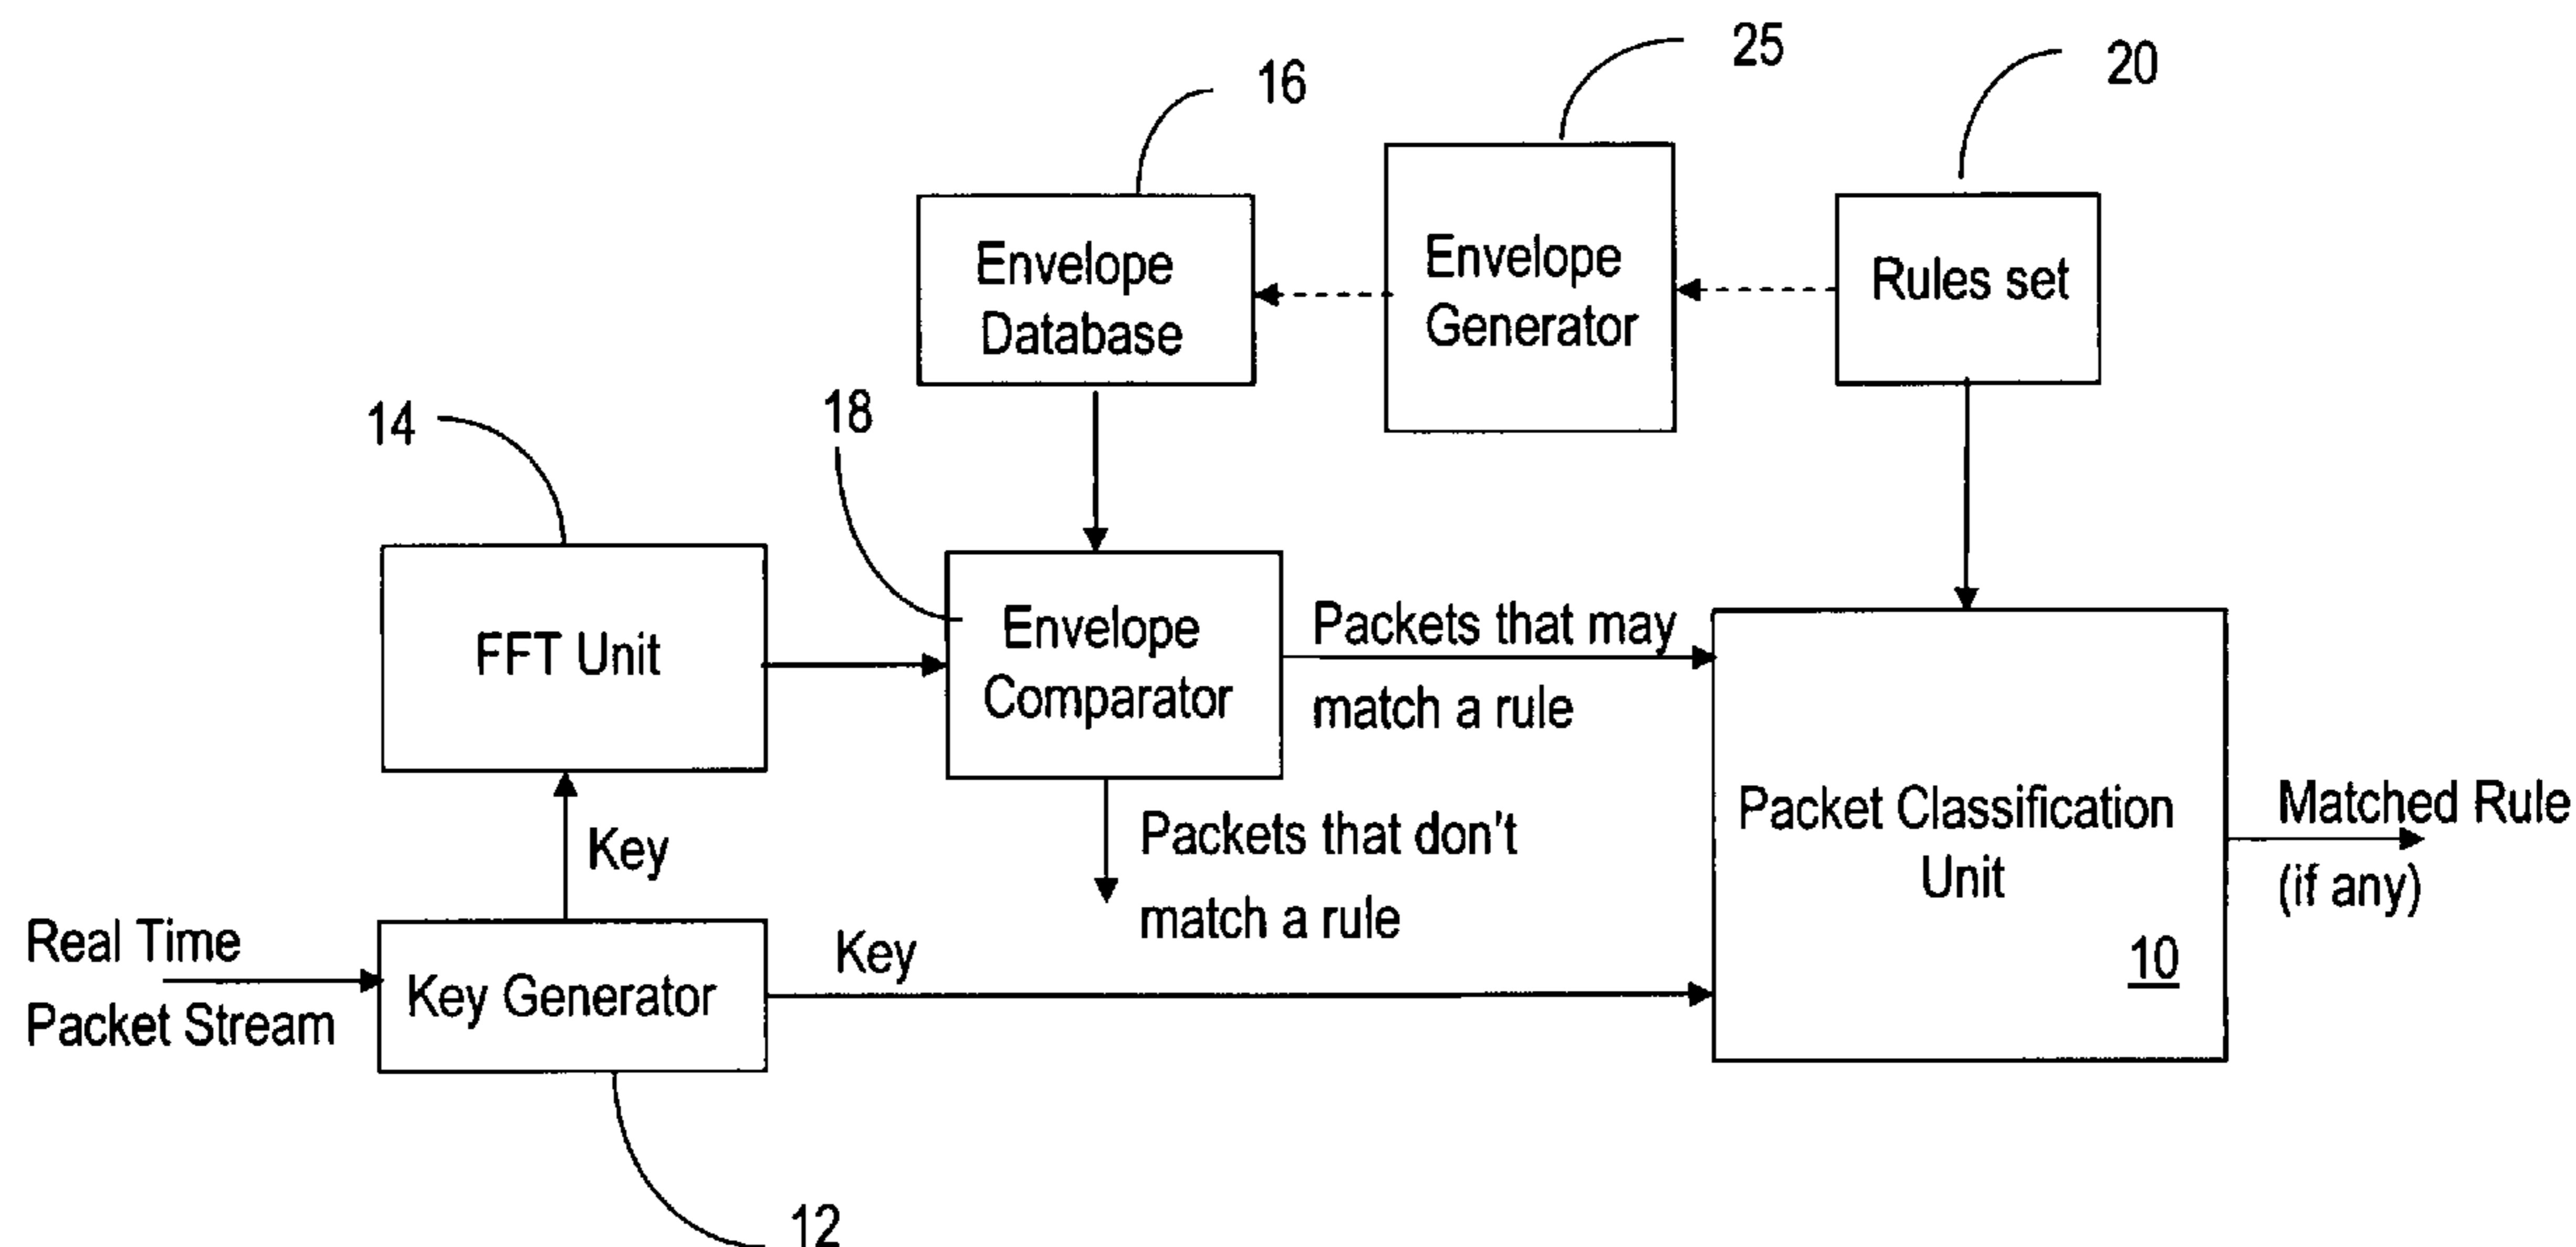 25
20
16
Envelope
Database
Envelope
Generator
Rules set
14
18
FFT Unit
Envelope
Comparator
Packets that may
match a rule
Key
Packets that don't
match a rule
Packet Classification
Unit
10
Matched Rule
(if any)
Real Time
Packet Stream
Key Generator
Key
12